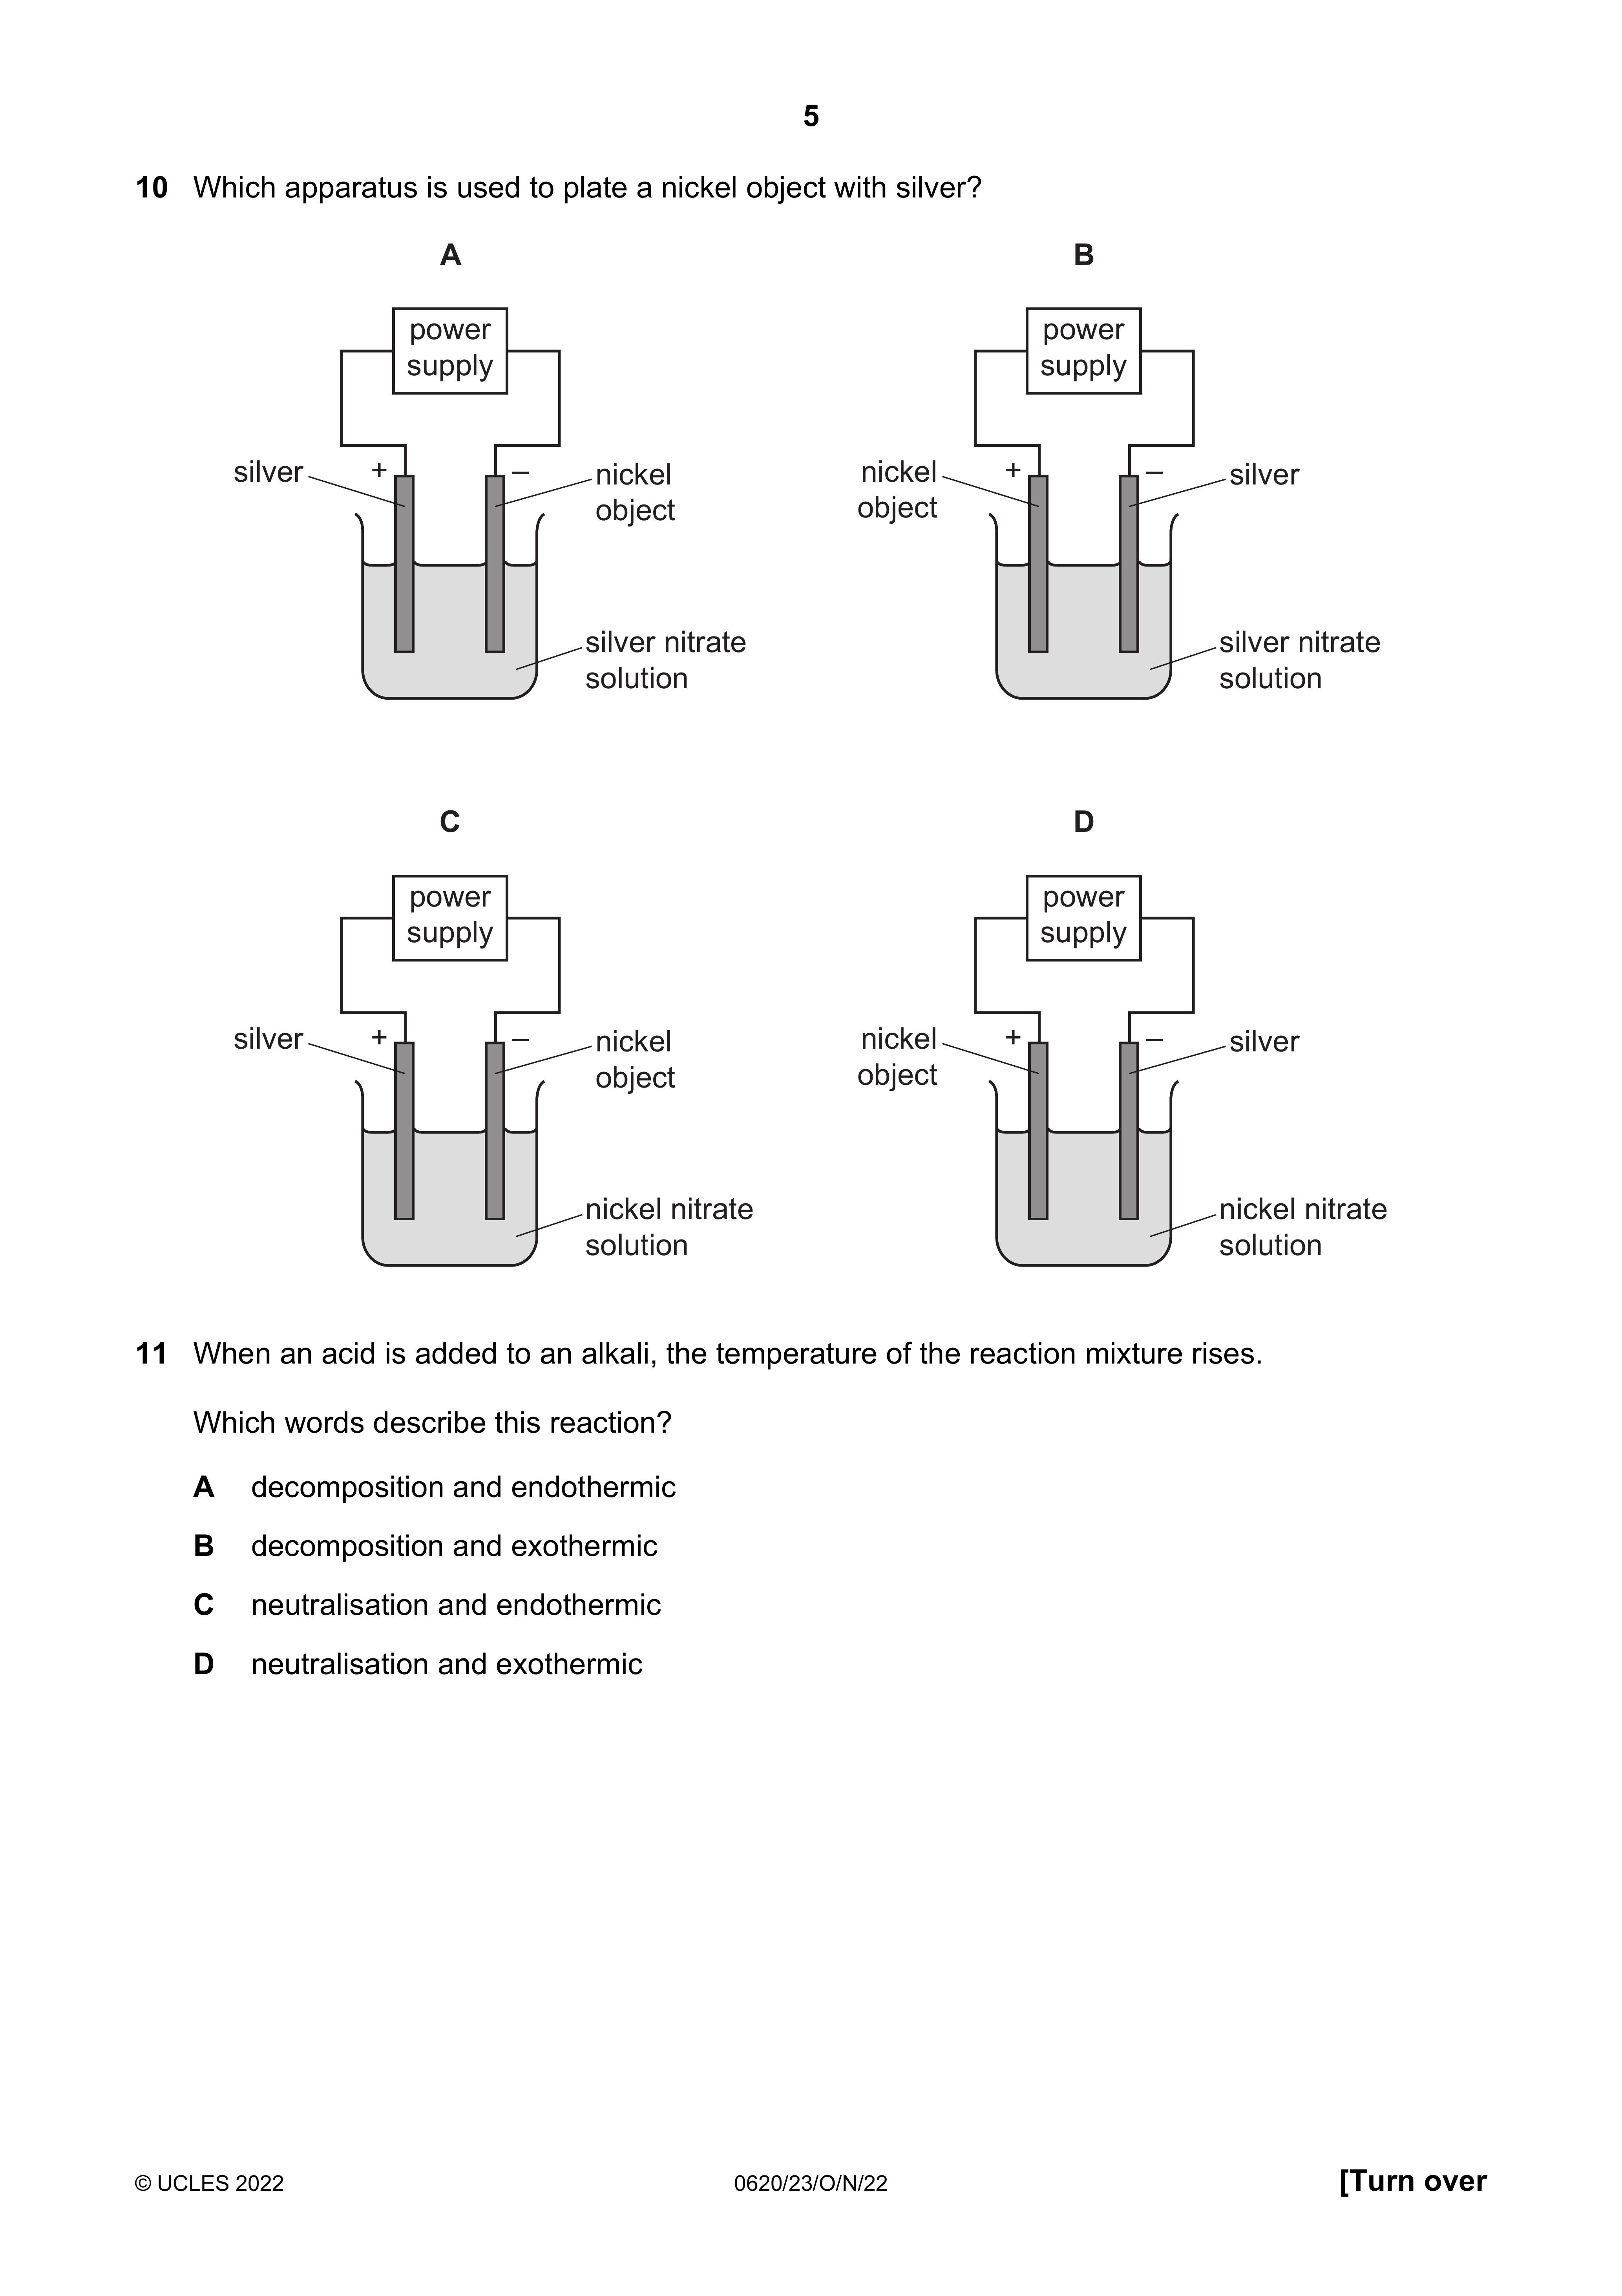 5
10 Which apparatus is used to plate a nickel object with silver?
A
power
supply
silver
+
–
nickel
object
silver nitrate
solution
B
power
supply
nickel
object
+
–
silver
silver nitrate
solution
C
power
supply
silver
+
–
nickel
object
nickel nitrate
solution
D
power
supply
nickel
object
+
–
silver
nickel nitrate
solution
11 When an acid is added to an alkali, the temperature of the reaction mixture rises.
Which words describe this reaction?
A decomposition and endothermic
B decomposition and exothermic
C neutralisation and endothermic
D neutralisation and exothermic
© UCLES 2022
0620/23/O/N/22
[Turn over